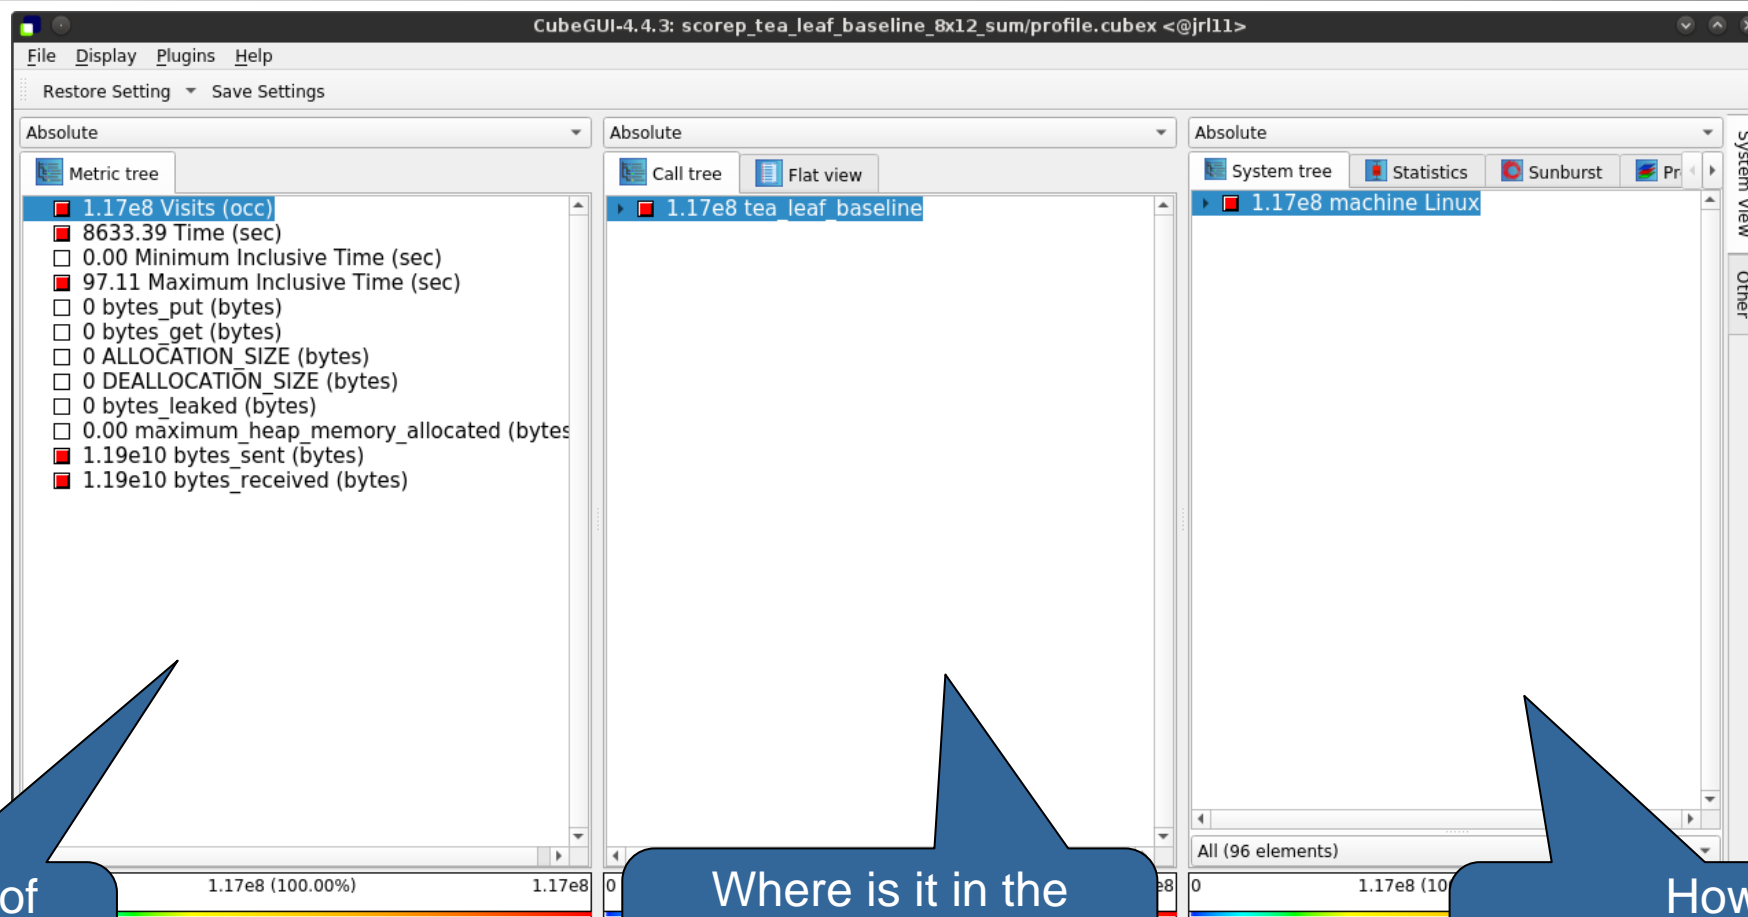 CubeGUI-4.4.3: scorep_tea_leaf_baseline_8x12_sum/profile.cubex <@jrl11>
File Display Plugins Help
Restore Setting Save Settings
Absolute
Metric tree
1.17e8 Visits (occ)
8633.39 Time (sec)
0.00 Minimum Inclusive Time (sec)
97.11 Maximum Inclusive Time (sec)
0 bytes_put (bytes)
0 bytes_get (bytes)
0 ALLOCATION_SIZE (bytes)
0 DEALLOCATION_SIZE (bytes)
0 bytes_leaked (bytes)
0.00 maximum_heap_memory_allocated (bytes
1.19e10 bytes_sent (bytes)
1.19e10 bytes_received (bytes)
1.17e8 (100.00%) 1.17e8
of
Absolute
Call tree Flat view
1.17e8 tea_leaf_baseline
0 e8
Where is it in the
Absolute
System tree Statistics Sunburst Pr
1.17e8 machine Linux
All (96 elements)
0 1.17e8 (10
How
System View
Other